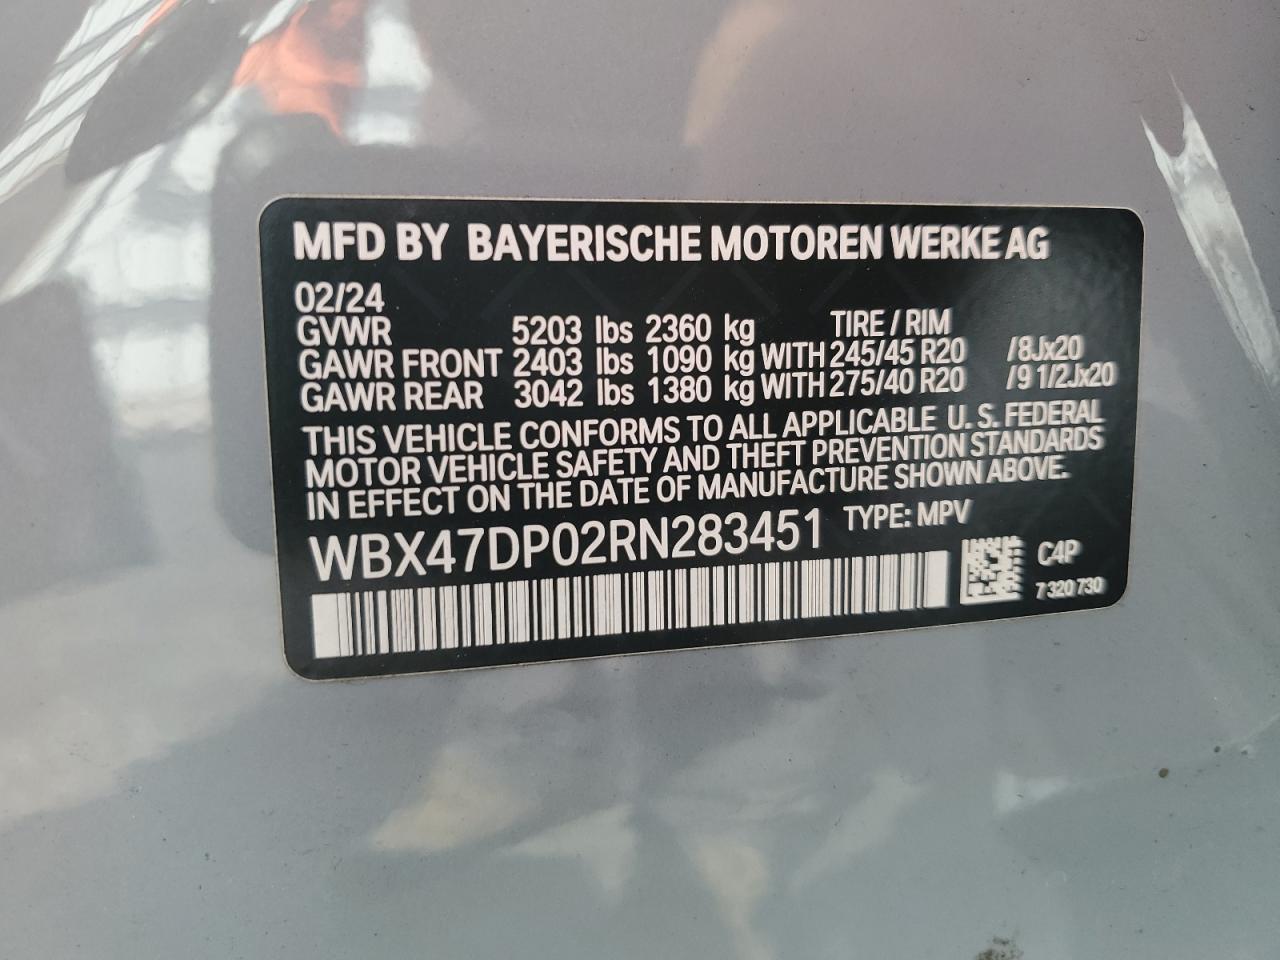 MFD BY BAYERISCHE MOTOREN WERKE AG
02/24
GVWR 5203 lbs 2360 kg TIRE / RIM
GAWR FRONT 2403 lbs 1090 kg WITH 245/45 R20 /8Jx20
GAWR REAR 3042 lbs 1380 kg WITH 275/40 R20 /9 1/2Jx20
THIS VEHICLE CONFORMS TO ALL APPLICABLE U. S. FEDERAL
MOTOR VEHICLE SAFETY AND THEFT PREVENTION STANDARDS
IN EFFECT ON THE DATE OF MANUFACTURE SHOWN ABOVE.
WBX47DP02RN283451 TYPE: MPV
C4P
7 320 730